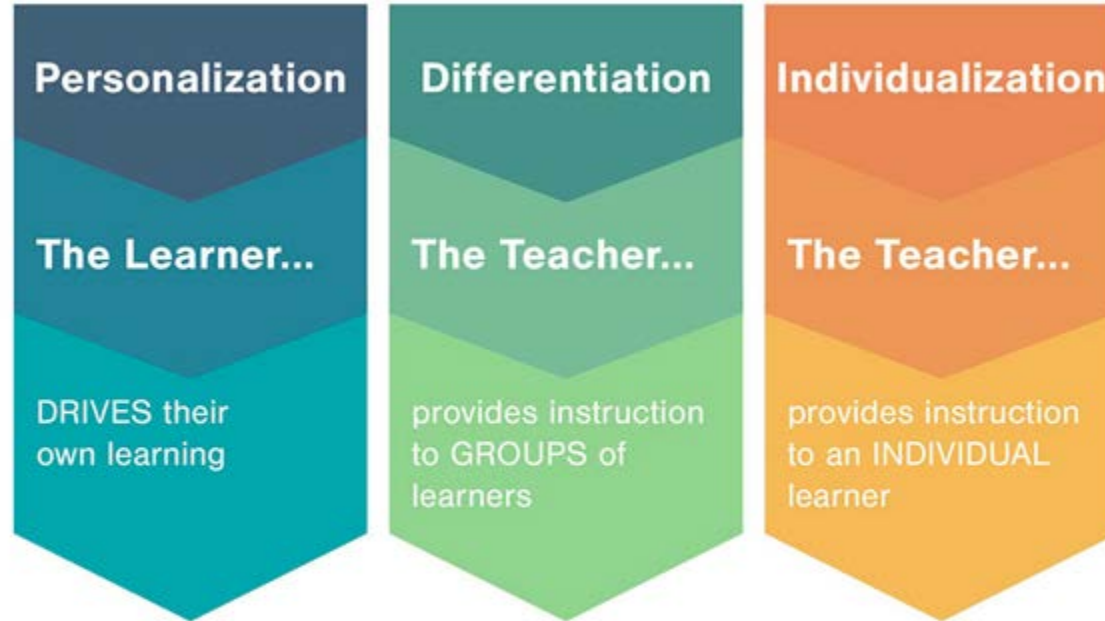 Personalization
The Learner...
DRIVES their
own learning
Differentiation
The Teacher...
provides instruction
to GROUPS of
learners
Individualization
The Teacher...
provides instruction
to an INDIVIDUAL
learner